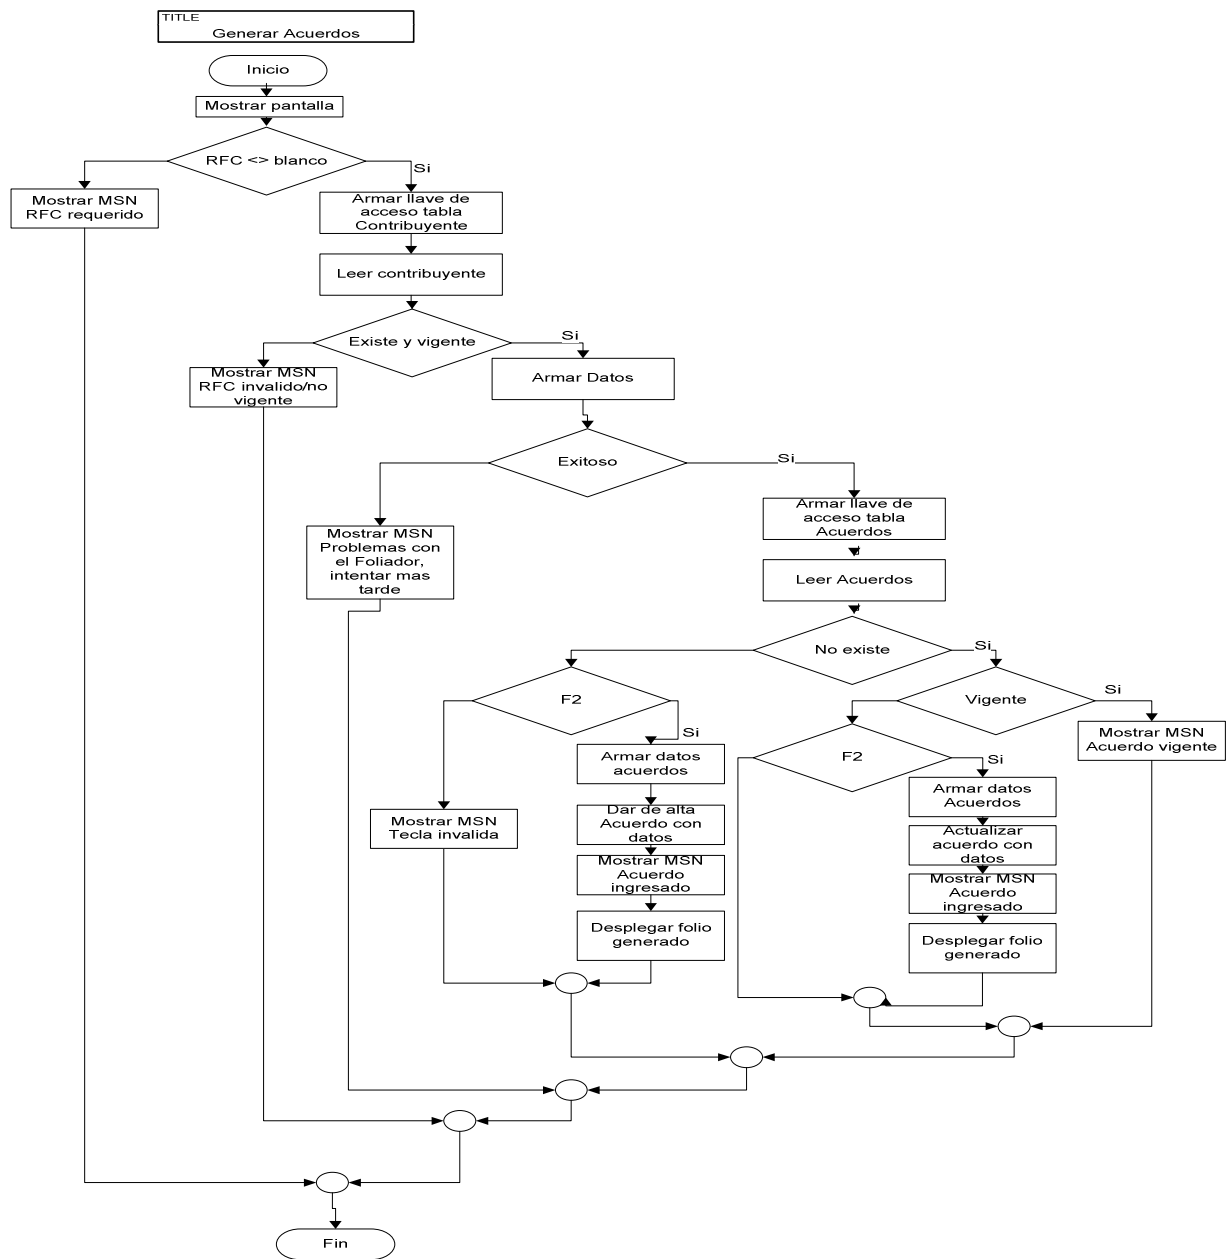 TITLE
Generar Acuerdos
Inicio
Mostrar pantalla
RFC <> blanco
Si
Mostrar MSN
RFC requerido
Armar llave de
acceso tabla
Contribuyente
Leer contribuyente
Existe y vigente
Si
Mostrar MSN
RFC invalido/no
vigente
Armar Datos
Exitoso
Si
Mostrar MSN
Problemas con
el Foliador,
intentar mas
tarde
Armar llave de
acceso tabla
Acuerdos
Leer Acuerdos
No existe
Si
F2
Si
Vigente
Si
Mostrar MSN
Acuerdo vigente
F2
Si
Armar datos
acuerdos
Armar datos
Acuerdos
Mostrar MSN
Tecla invalida
Dar de alta
Acuerdo con
datos
Actualizar
acuerdo con
datos
Mostrar MSN
Acuerdo
ingresado
Mostrar MSN
Acuerdo
ingresado
Desplegar folio
generado
Desplegar folio
generado
Fin